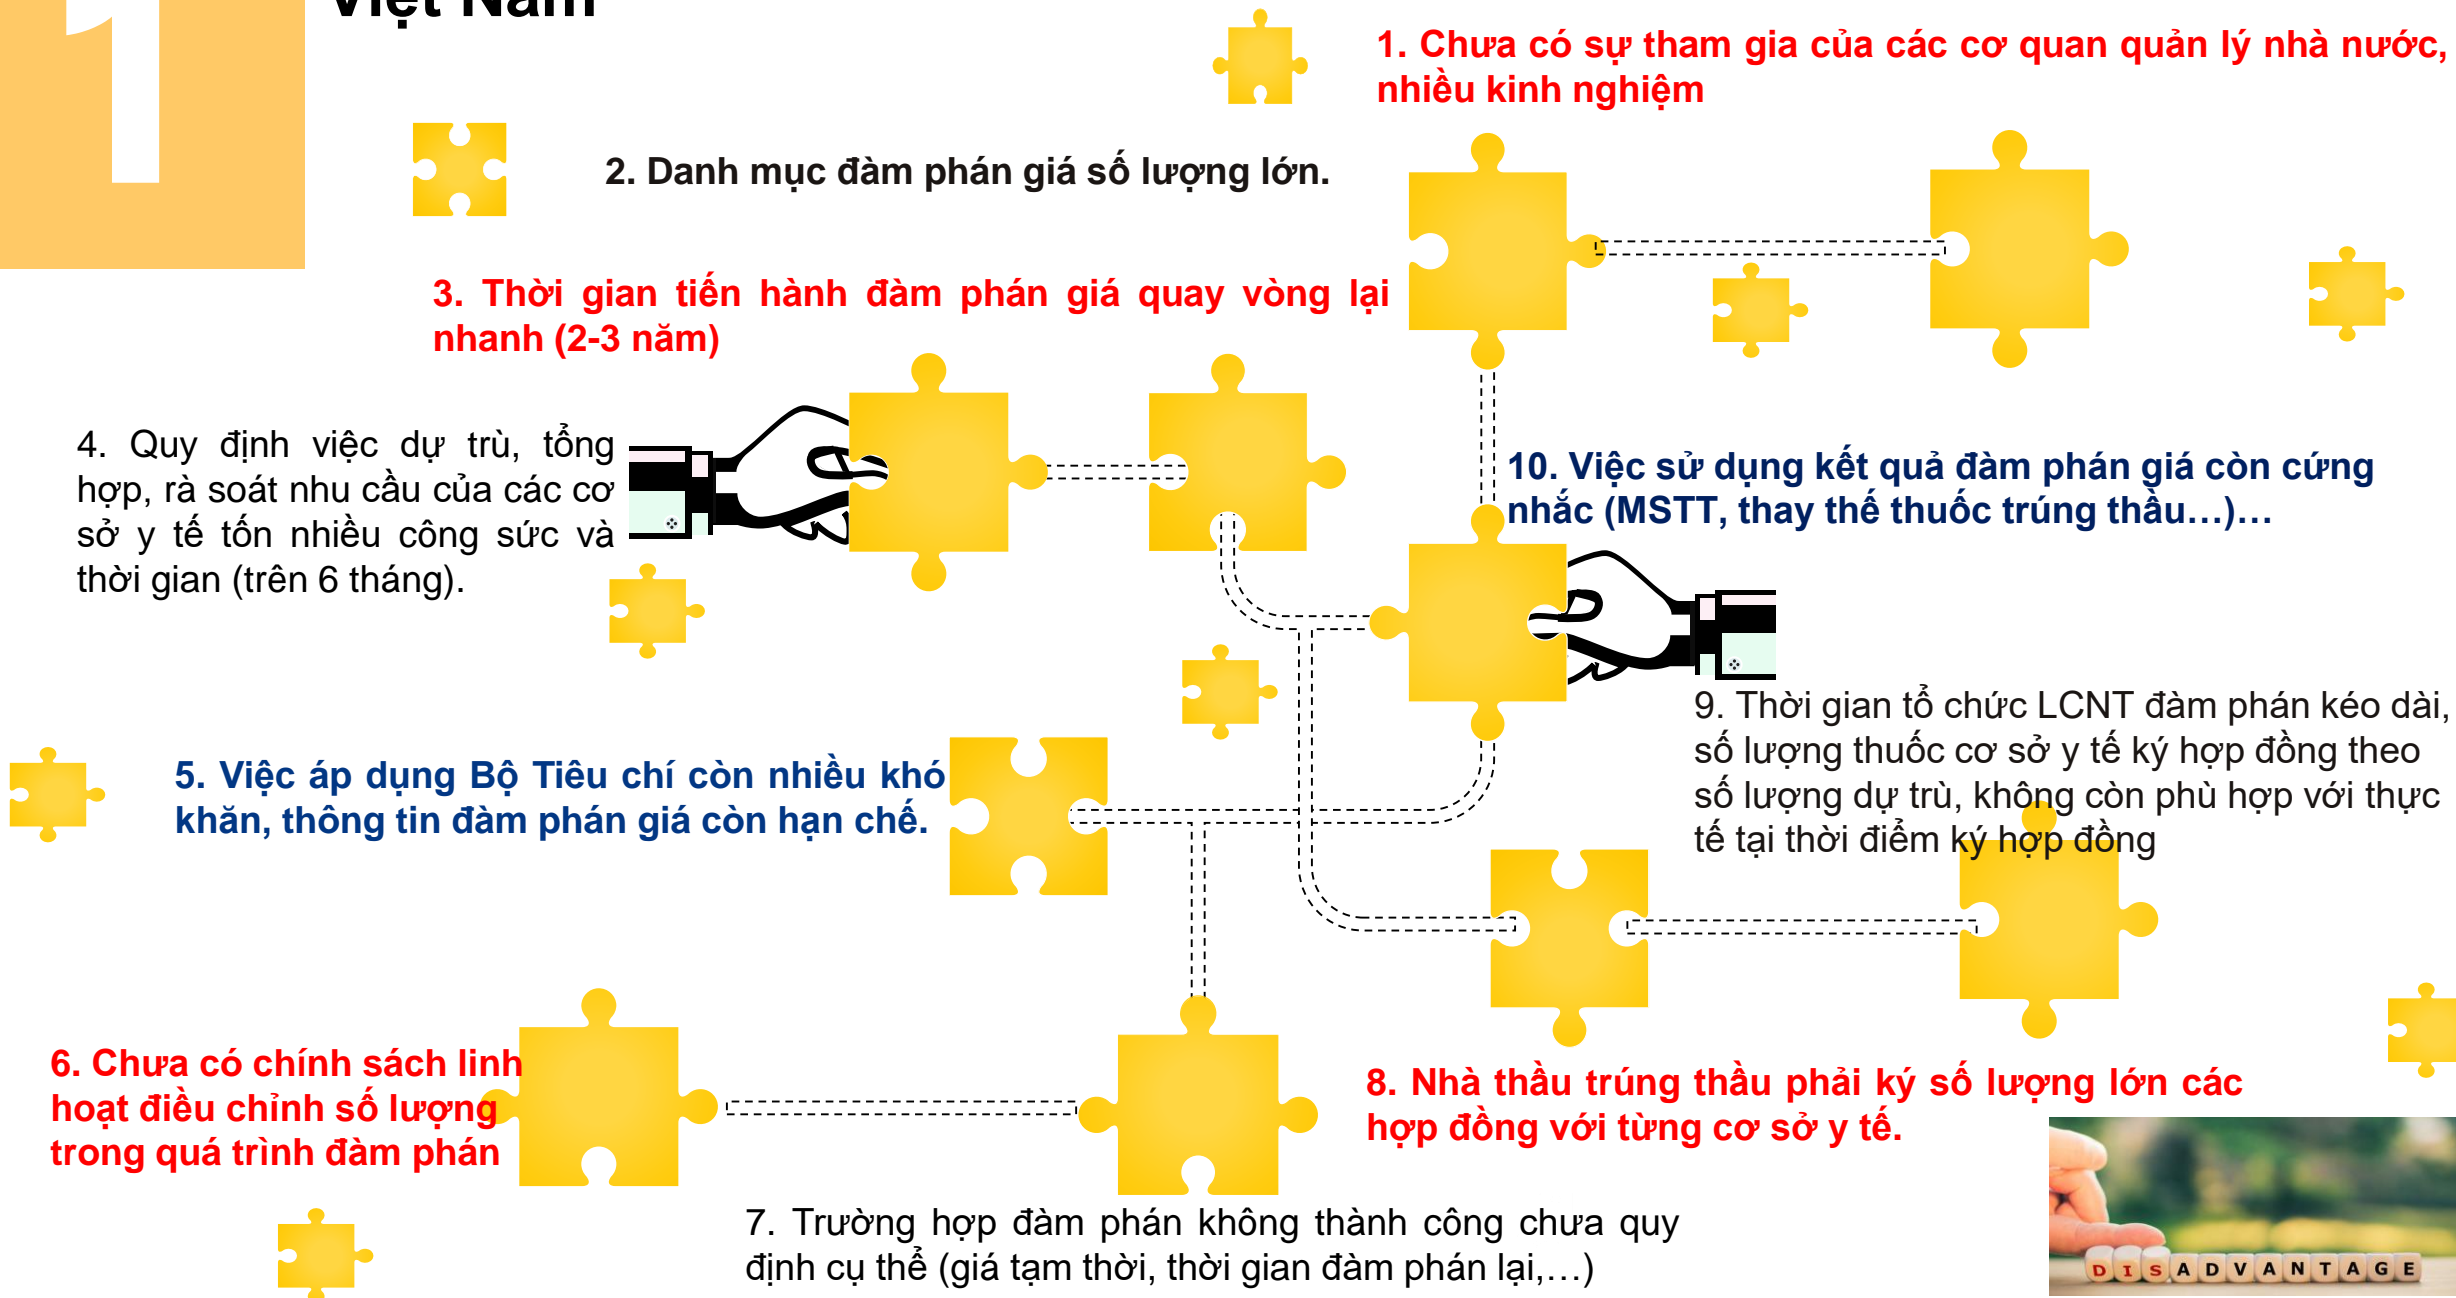 1
Việt Nam
1. Chưa có sự tham gia của các cơ quan quản lý nhà nước,
nhiều kinh nghiệm
2. Danh mục đàm phán giá số lượng lớn.
3. Thời gian tiến hành đàm phán giá quay vòng lại
nhanh (2-3 năm)
4. Quy định việc dự trù, tổng
hợp, rà soát nhu cầu của các cơ
sở y tế tốn nhiều công sức và
thời gian (trên 6 tháng).
5. Việc áp dụng Bộ Tiêu chí còn nhiều khó
khăn, thông tin đàm phán giá còn hạn chế.
6. Chưa có chính sách linh
hoạt điều chỉnh số lượng
trong quá trình đàm phán
7. Trường hợp đàm phán không thành công chưa quy
định cụ thể (giá tạm thời, thời gian đàm phán lại,…)
8. Nhà thầu trúng thầu phải ký số lượng lớn các
hợp đồng với từng cơ sở y tế.
9. Thời gian tổ chức LCNT đàm phán kéo dài,
số lượng thuốc cơ sở y tế ký hợp đồng theo
số lượng dự trù, không còn phù hợp với thực
tế tại thời điểm ký hợp đồng
10. Việc sử dụng kết quả đàm phán giá còn cứng
nhắc (MSTT, thay thế thuốc trúng thầu…)…
DISADVANTAGE